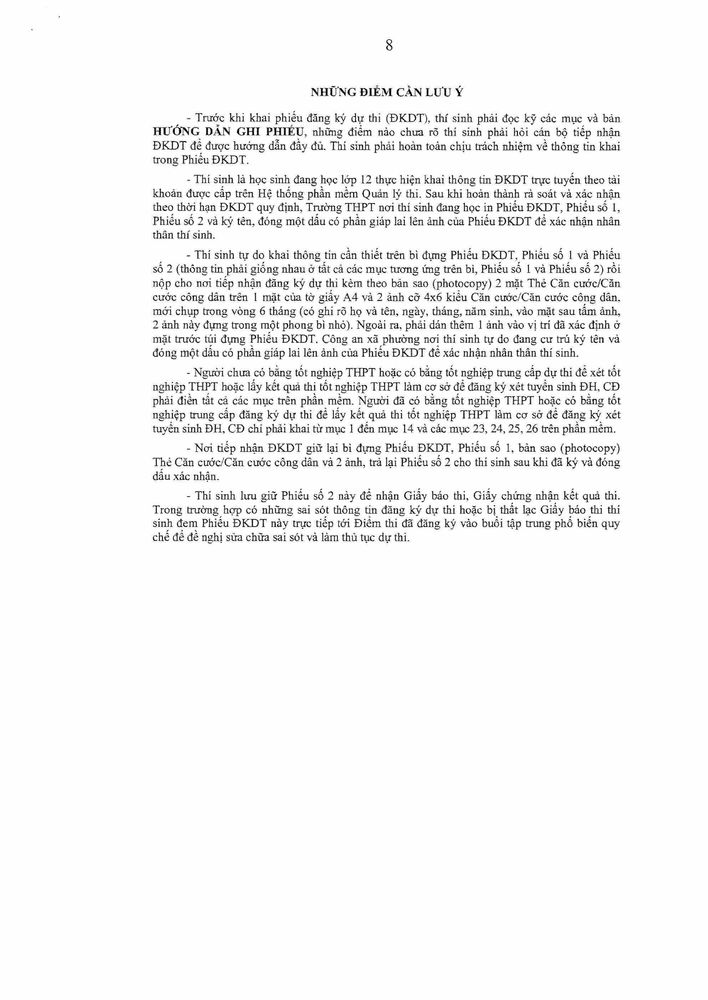 8
NHỮNG ĐIỂM CẦN LƯU Ý
- Trước khi khai phiếu đăng ký dự thi (ĐKDT), thí sinh phải đọc kỹ các mục và bản
HƯỚNG DẪN GHI PHIẾU, những điểm nào chưa rõ thí sinh phải hỏi cán bộ tiếp nhận
ĐKDT để được hướng dẫn đầy đủ. Thí sinh phải hoàn toàn chịu trách nhiệm về thông tin khai
trong Phiếu ĐKDT.
- Thí sinh là học sinh đang học lớp 12 thực hiện khai thông tin ĐKDT trực tuyến theo tài
khoản được cấp trên Hệ thống phần mềm Quản lý thi. Sau khi hoàn thành rà soát và xác nhận
theo thời hạn ĐKDT quy định, Trường THPT nơi thí sinh đang học in Phiếu ĐKDT, Phiếu số 1,
Phiếu số 2 và ký tên, đóng một dấu có phần giáp lai lên ảnh của Phiếu ĐKDT để xác nhận nhân
thân thí sinh.
- Thí sinh tự do khai thông tin cần thiết trên bì đựng Phiếu ĐKDT, Phiếu số 1 và Phiếu
số 2 (thông tin phải giống nhau ở tất cả các mục tương ứng trên bì, Phiếu số 1 và Phiếu số 2) rồi
nộp cho nơi tiếp nhận đăng ký dự thi kèm theo bản sao (photocopy) 2 mặt Thẻ Căn cước/Căn
cước công dân trên 1 mặt của tờ giấy A4 và 2 ảnh cỡ 4x6 kiểu Căn cước/Căn cước công dân,
mới chụp trong vòng 6 tháng (có ghi rõ họ và tên, ngày, tháng, năm sinh, vào mặt sau tấm ảnh,
2 ảnh này đựng trong một phong bì nhỏ). Ngoài ra, phải dán thêm 1 ảnh vào vị trí đã xác định ở
mặt trước túi đựng Phiếu ĐKDT. Công an xã phường nơi thí sinh tự do đang cư trú ký tên và
đóng một dấu có phần giáp lai lên ảnh của Phiếu ĐKDT để xác nhận nhân thân thí sinh.
- Người chưa có bằng tốt nghiệp THPT hoặc có bằng tốt nghiệp trung cấp dự thi để xét tốt
nghiệp THPT hoặc lấy kết quả thi tốt nghiệp THPT làm cơ sở để đăng ký xét tuyển sinh ĐH, CĐ
phải điền tất cả các mục trên phần mềm. Người đã có bằng tốt nghiệp THPT hoặc có bằng tốt
nghiệp trung cấp đăng ký dự thi để lấy kết quả thi tốt nghiệp THPT làm cơ sở để đăng ký xét
tuyển sinh ĐH, CĐ chỉ phải khai từ mục 1 đến mục 14 và các mục 23, 24, 25, 26 trên phần mềm.
- Nơi tiếp nhận ĐKDT giữ lại bì đựng Phiếu ĐKDT, Phiếu số 1, bản sao (photocopy)
Thẻ Căn cước/Căn cước công dân và 2 ảnh, trả lại Phiếu số 2 cho thí sinh sau khi đã ký và đóng
dấu xác nhận.
- Thí sinh lưu giữ Phiếu số 2 này để nhận Giấy báo thi, Giấy chứng nhận kết quả thi.
Trong trường hợp có những sai sót thông tin đăng ký dự thi hoặc bị thất lạc Giấy báo thi thí
sinh đem Phiếu ĐKDT này trực tiếp tới Điểm thi đã đăng ký vào buổi tập trung phổ biến quy
chế để đề nghị sửa chữa sai sót và làm thủ tục dự thi.